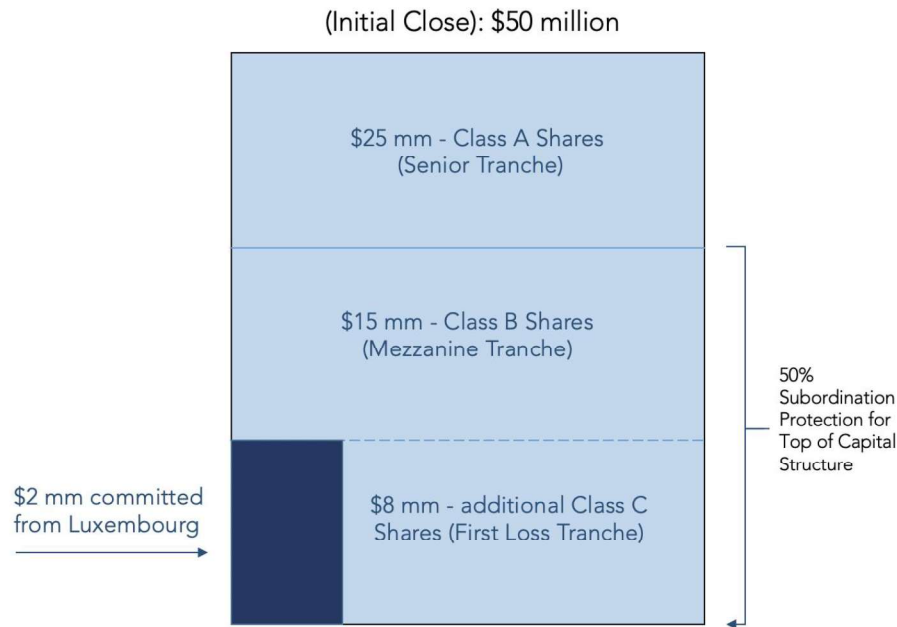 (Initial Close): $50 million
$25 mm - Class A Shares
(Senior Tranche)
$15 mm - Class B Shares
(Mezzanine Tranche)
50%
Subordination
Protection for
Top of Capital
Structure
$2 mm committed
from Luxembourg
$8 mm - additional Class C
Shares (First Loss Tranche)